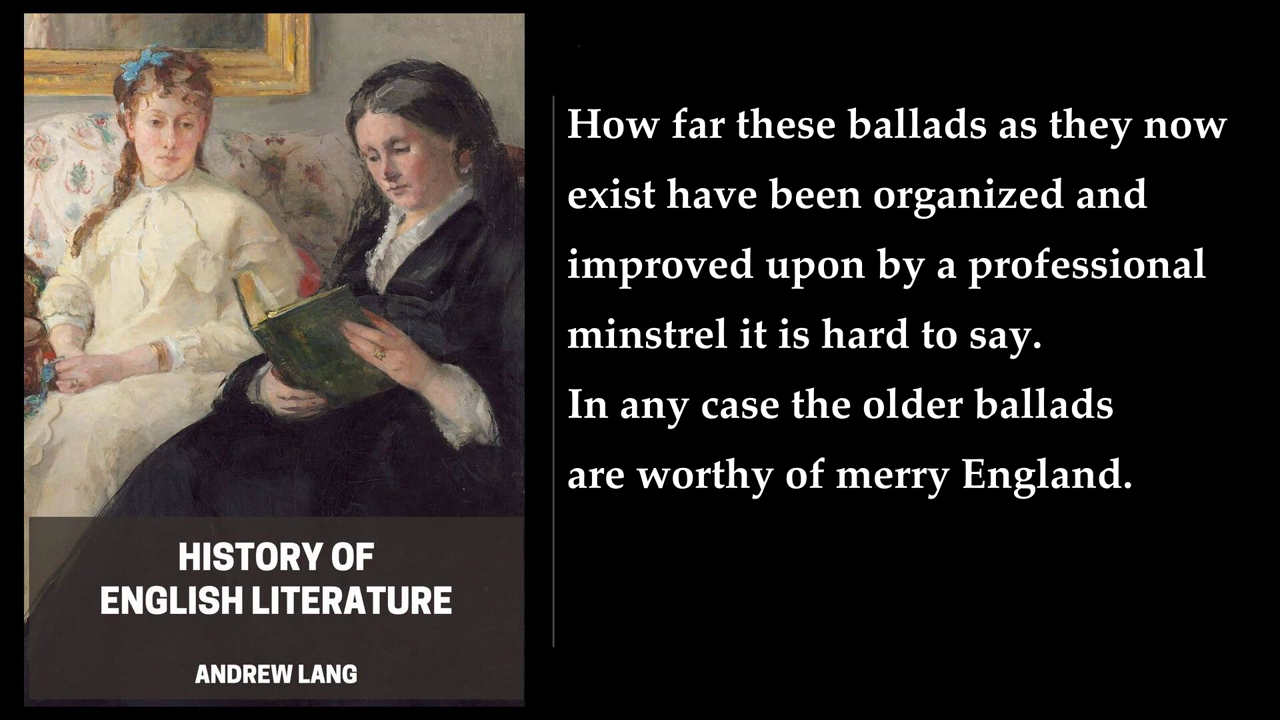 HISTORY OF
ENGLISH LITERATURE
ANDREW LANG
How far these ballads as they now
exist have been organized and
improved upon by a professional
minstrel it is hard to say.
In any case the older ballads
are worthy of merry England.